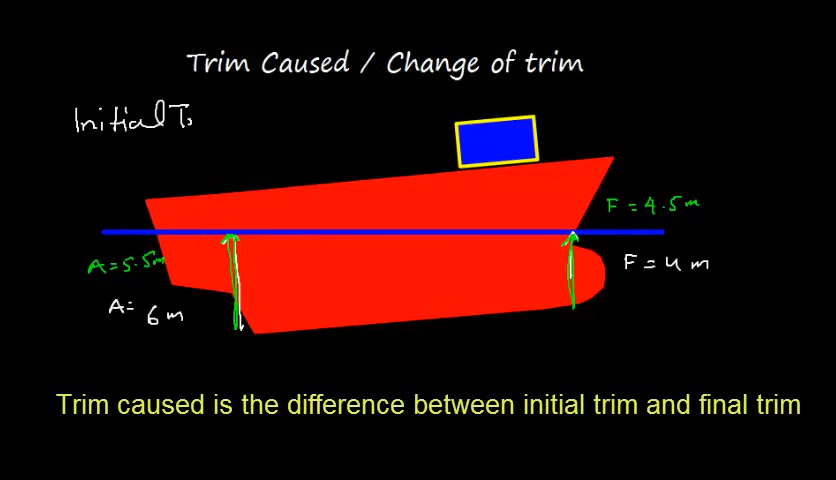 Trim Caused / Change of trim
Initial T
F = 4.5m
A=5.5m
F = 4 m
A= 6 m
Trim caused is the difference between initial trim and final trim